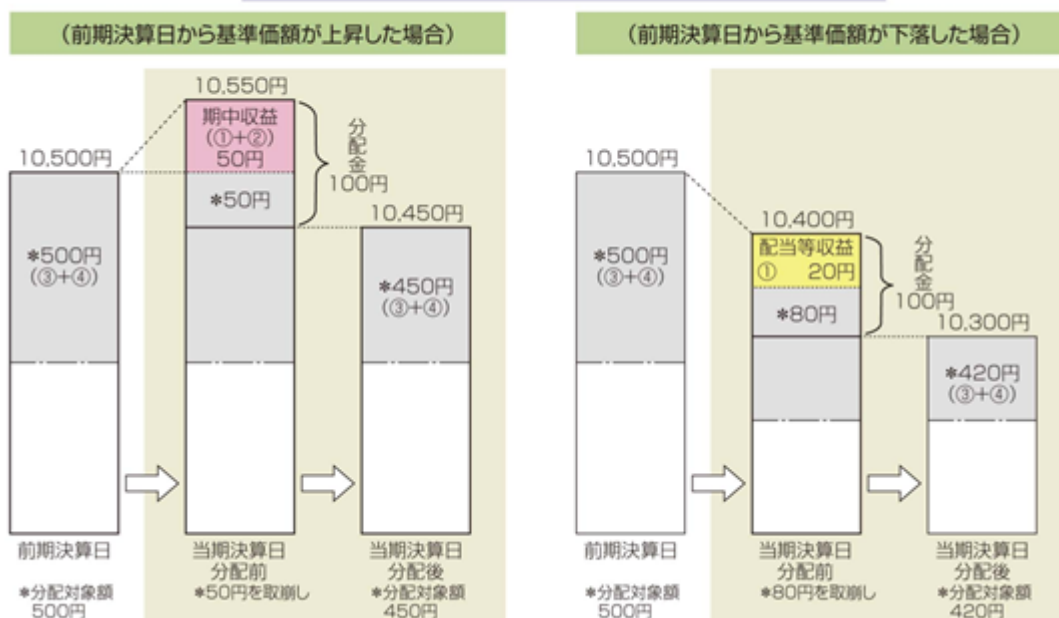 (前期決算日から基準価額が上昇した場合)
10,550円
期中収益
(①+②)
50円
*50円
分配金
100円
10,500円
*500円
(③+④)
10,450円
*450円
(③+④)
前期決算日
*分配対象額
500円
当期決算日
分配前
*50円を取崩し
当期決算日
分配後
*分配対象額
450円
(前期決算日から基準価額が下落した場合)
10,500円
*500円
(③+④)
10,400円
配当等収益
① 20円
*80円
分配金
100円
10,300円
*420円
(③+④)
前期決算日
*分配対象額
500円
当期決算日
分配前
*80円を取崩し
当期決算日
分配後
*分配対象額
420円